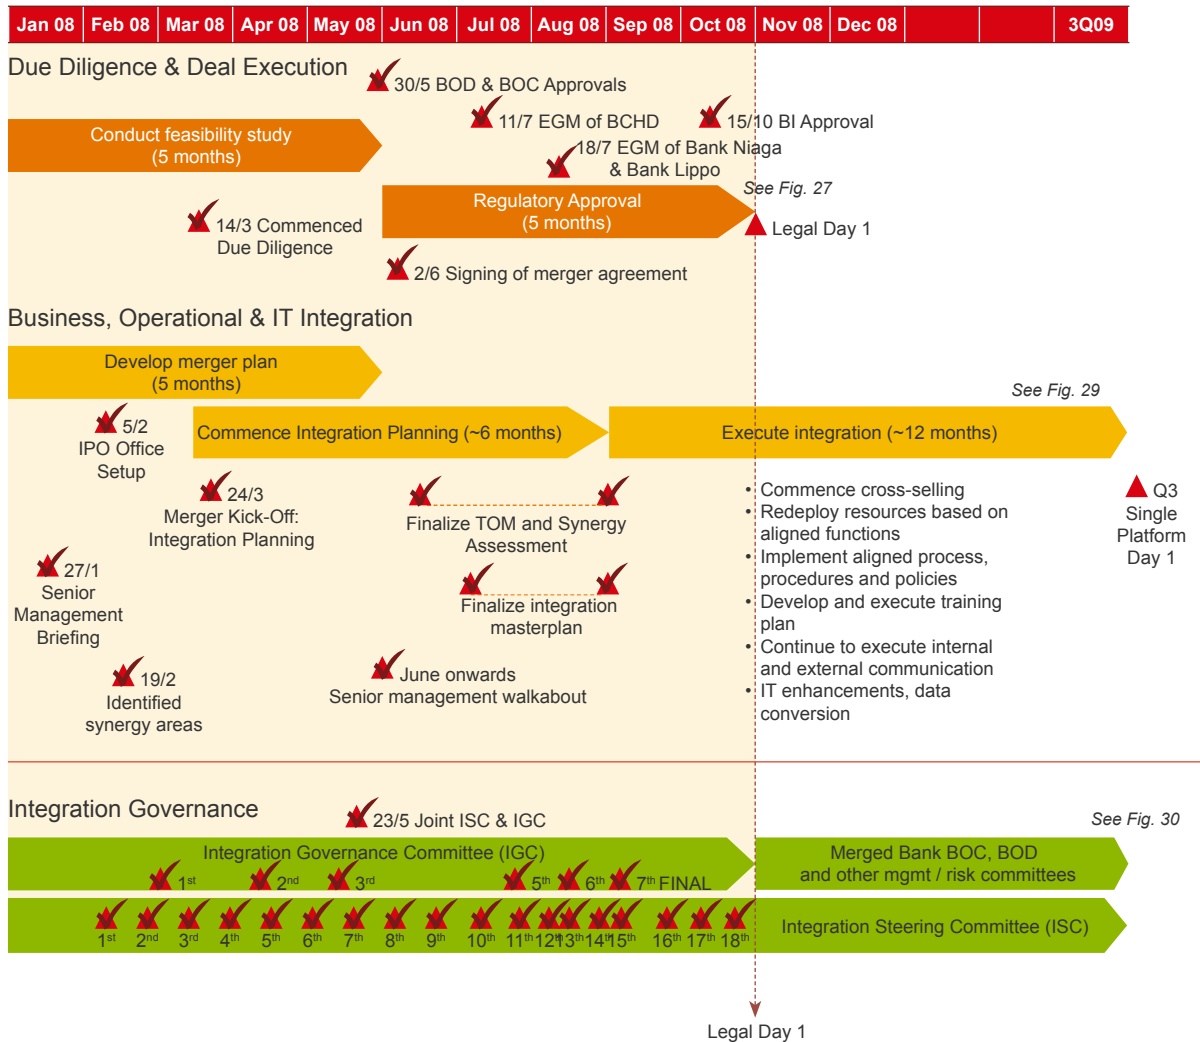 Jan 08 Feb 08 Mar 08 Apr 08 May 08 Jun 08 Jul 08 Aug 08 Sep 08 Oct 08 Nov 08 Dec 08 3Q09
Due Diligence & Deal Execution
30/5 BOD & BOC Approvals
11/7 EGM of BCHD
15/10 BI Approval
Conduct feasibility study
(5 months)
18/7 EGM of Bank Niaga
& Bank Lippo
See Fig. 27
Regulatory Approval
(5 months)
14/3 Commenced
Due Diligence
Legal Day 1
2/6 Signing of merger agreement
Business, Operational & IT Integration
Develop merger plan
(5 months)
See Fig. 29
5/2
IPO Office
Setup
Commence Integration Planning (~6 months)
Execute integration (~12 months)
24/3
Merger Kick-Off:
Integration Planning
Finalize TOM and Synergy
Assessment
• Commence cross-selling
• Redeploy resources based on
aligned functions
• Implement aligned process,
procedures and policies
• Develop and execute training
plan
• Continue to execute internal
and external communication
• IT enhancements, data
conversion
Q3
Single
Platform
Day 1
27/1
Senior
Management
Briefing
Finalize integration
masterplan
19/2
Identified
synergy areas
June onwards
Senior management walkabout
Integration Governance
23/5 Joint ISC & IGC
See Fig. 30
Integration Governance Committee (IGC)
1st 2nd 3rd 5th 6th 7th FINAL
Merged Bank BOC, BOD
and other mgmt / risk committees
1st 2nd 3rd 4th 5th 6th 7th 8th 9th 10th 11th 12th 13th 14th 15th 16th 17th 18th
Integration Steering Committee (ISC)
Legal Day 1